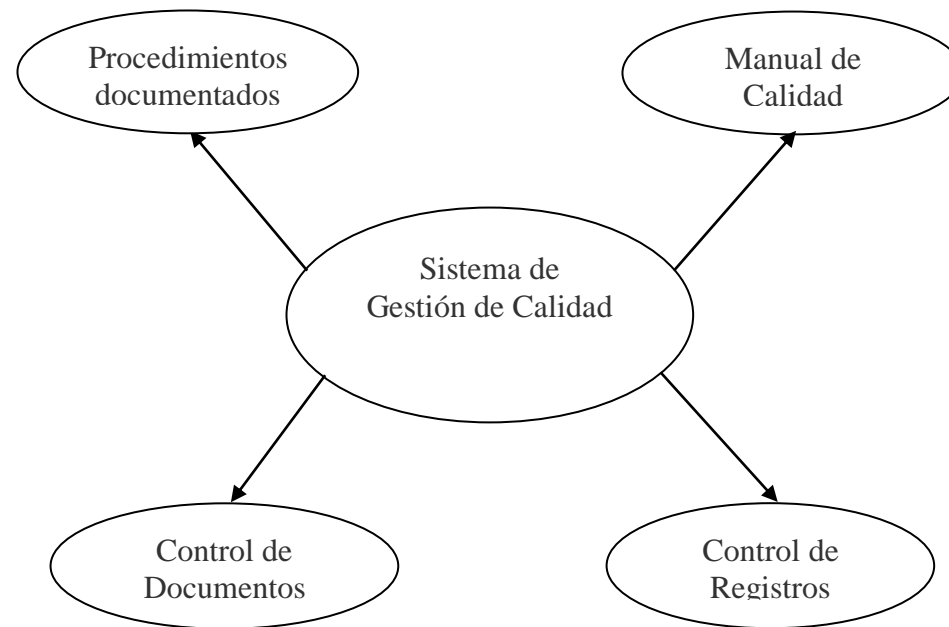 Procedimientos
documentados
Manual de
Calidad
Sistema de
Gestión de Calidad
Control de
Documentos
Control de
Registros